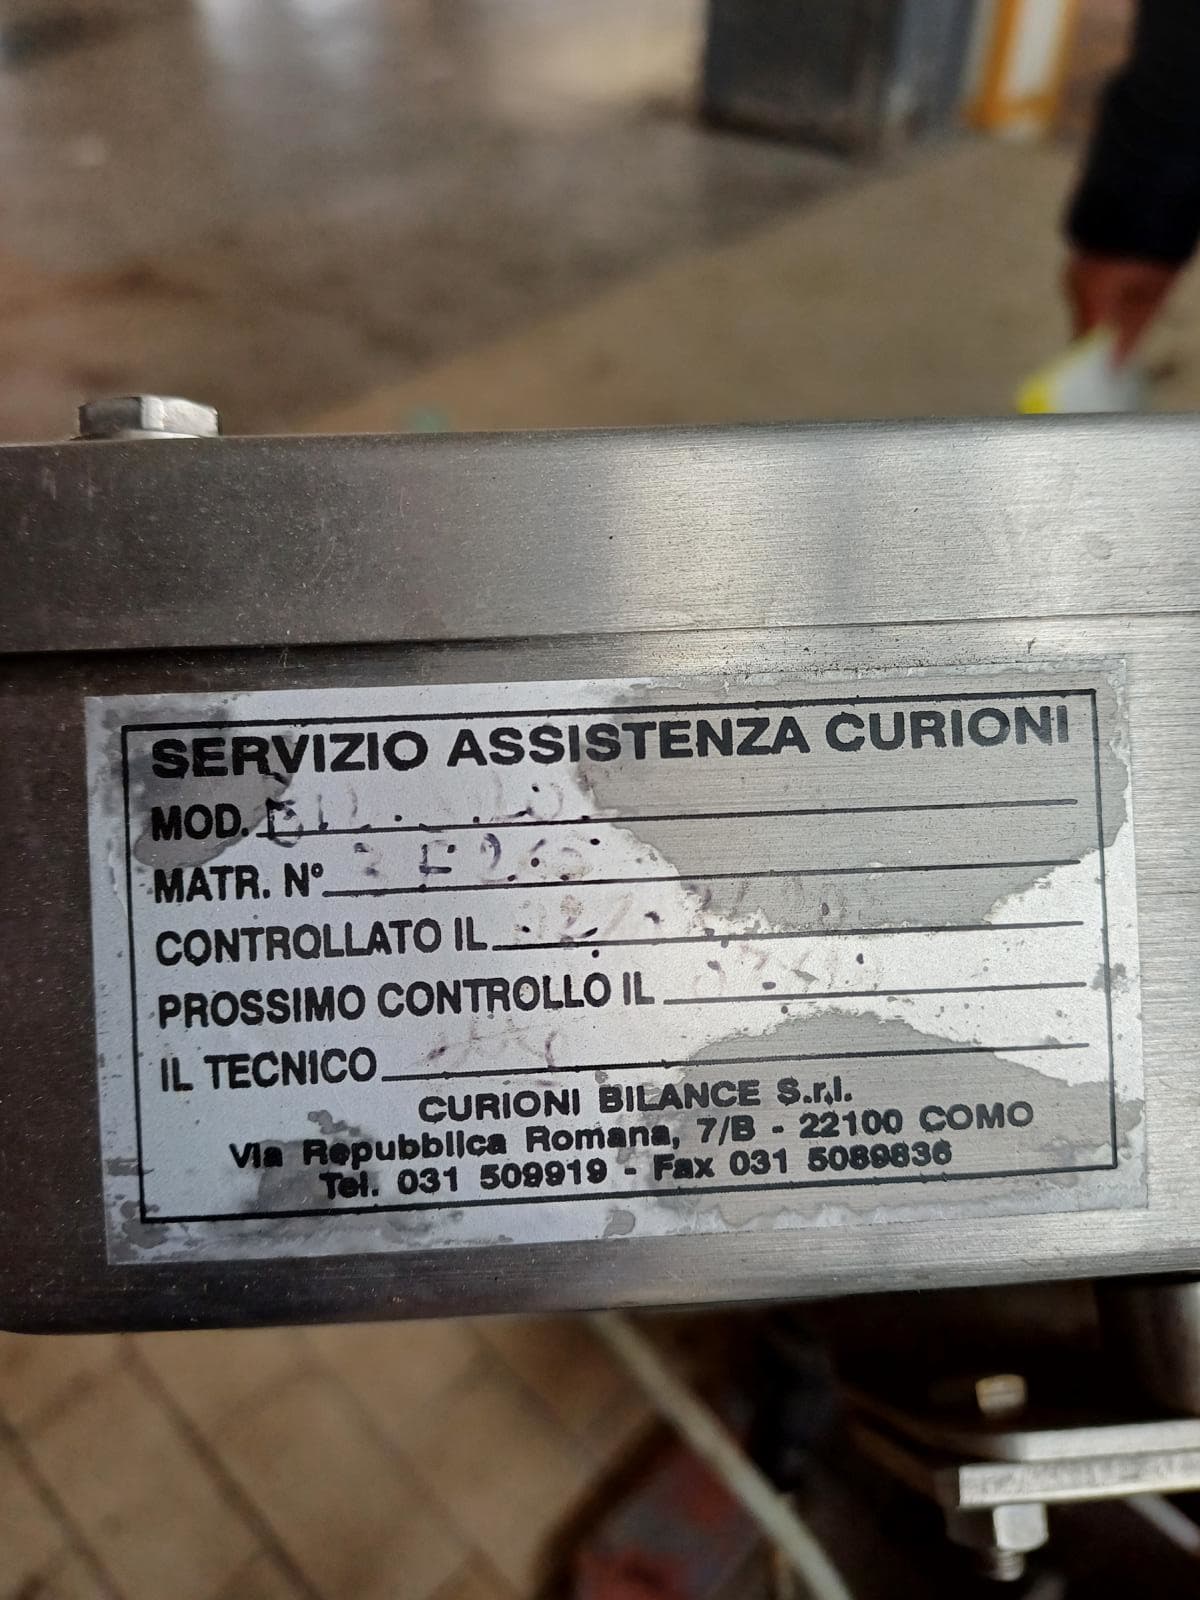 SERVIZIO ASSISTENZA CURIONI
MOD.
MATR. N°
CONTROLLATO IL
PROSSIMO CONTROLLO IL
IL TECNICO
CURIONI BILANCE S.r.l.
Via Repubblica Romana, 7/B - 22100 COMO
Tel. 031 509919 - Fax 031 5089836